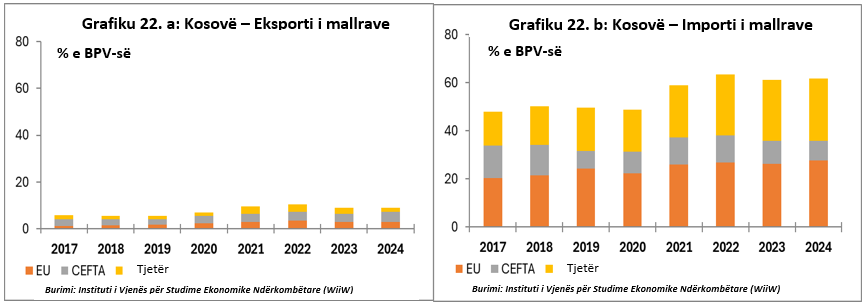 Grafiku 22. a: Kosovë – Eksporti i mallrave
% e BPV-së
80
60
40
20
0
2017 2018 2019 2020 2021 2022 2023 2024
EU CEFTA Tjetër
Burimi: Instituti i Vjenës për Studime Ekonomike Ndërkombëtare (WiiW)
Grafiku 22. b: Kosovë – Importi i mallrave
% e BPV-së
80
60
40
20
0
2017 2018 2019 2020 2021 2022 2023 2024
EU CEFTA Tjetër
Burimi: Instituti i Vjenës për Studime Ekonomike Ndërkombëtare (WiiW)